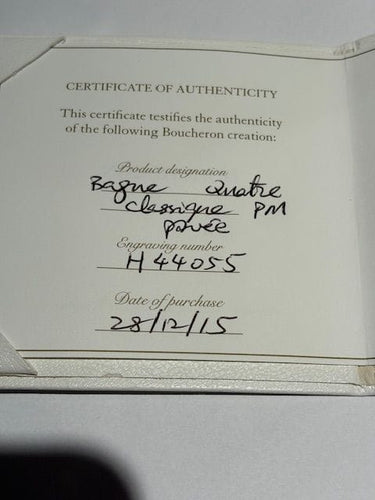 CERTIFICATE OF AUTHENTICITY
This certificate testifies the authenticity
of the following Boucheron creation:
Product designation
Bague Quatre
classique PM
pavée
Engraving number
H44055
Date of purchase
28/12/15